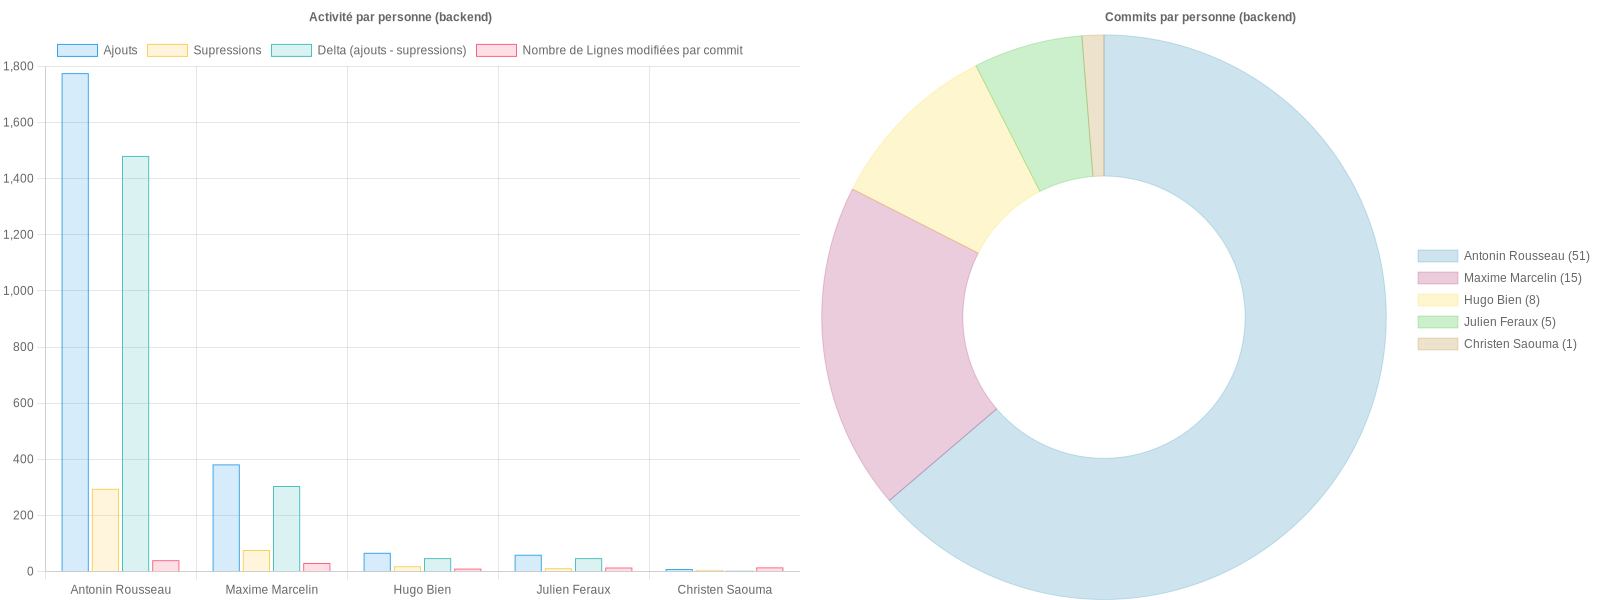 Activité par personne (backend)
Ajouts Supressions Delta (ajouts - supressions) Nombre de Lignes modifiées par commit
1,800
1,600
1,400
1,200
1,000
800
600
400
200
0
Antonin Rousseau Maxime Marcelin Hugo Bien Julien Feraux Christen Saouma
Commits par personne (backend)
Antonin Rousseau (51)
Maxime Marcelin (15)
Hugo Bien (8)
Julien Feraux (5)
Christen Saouma (1)